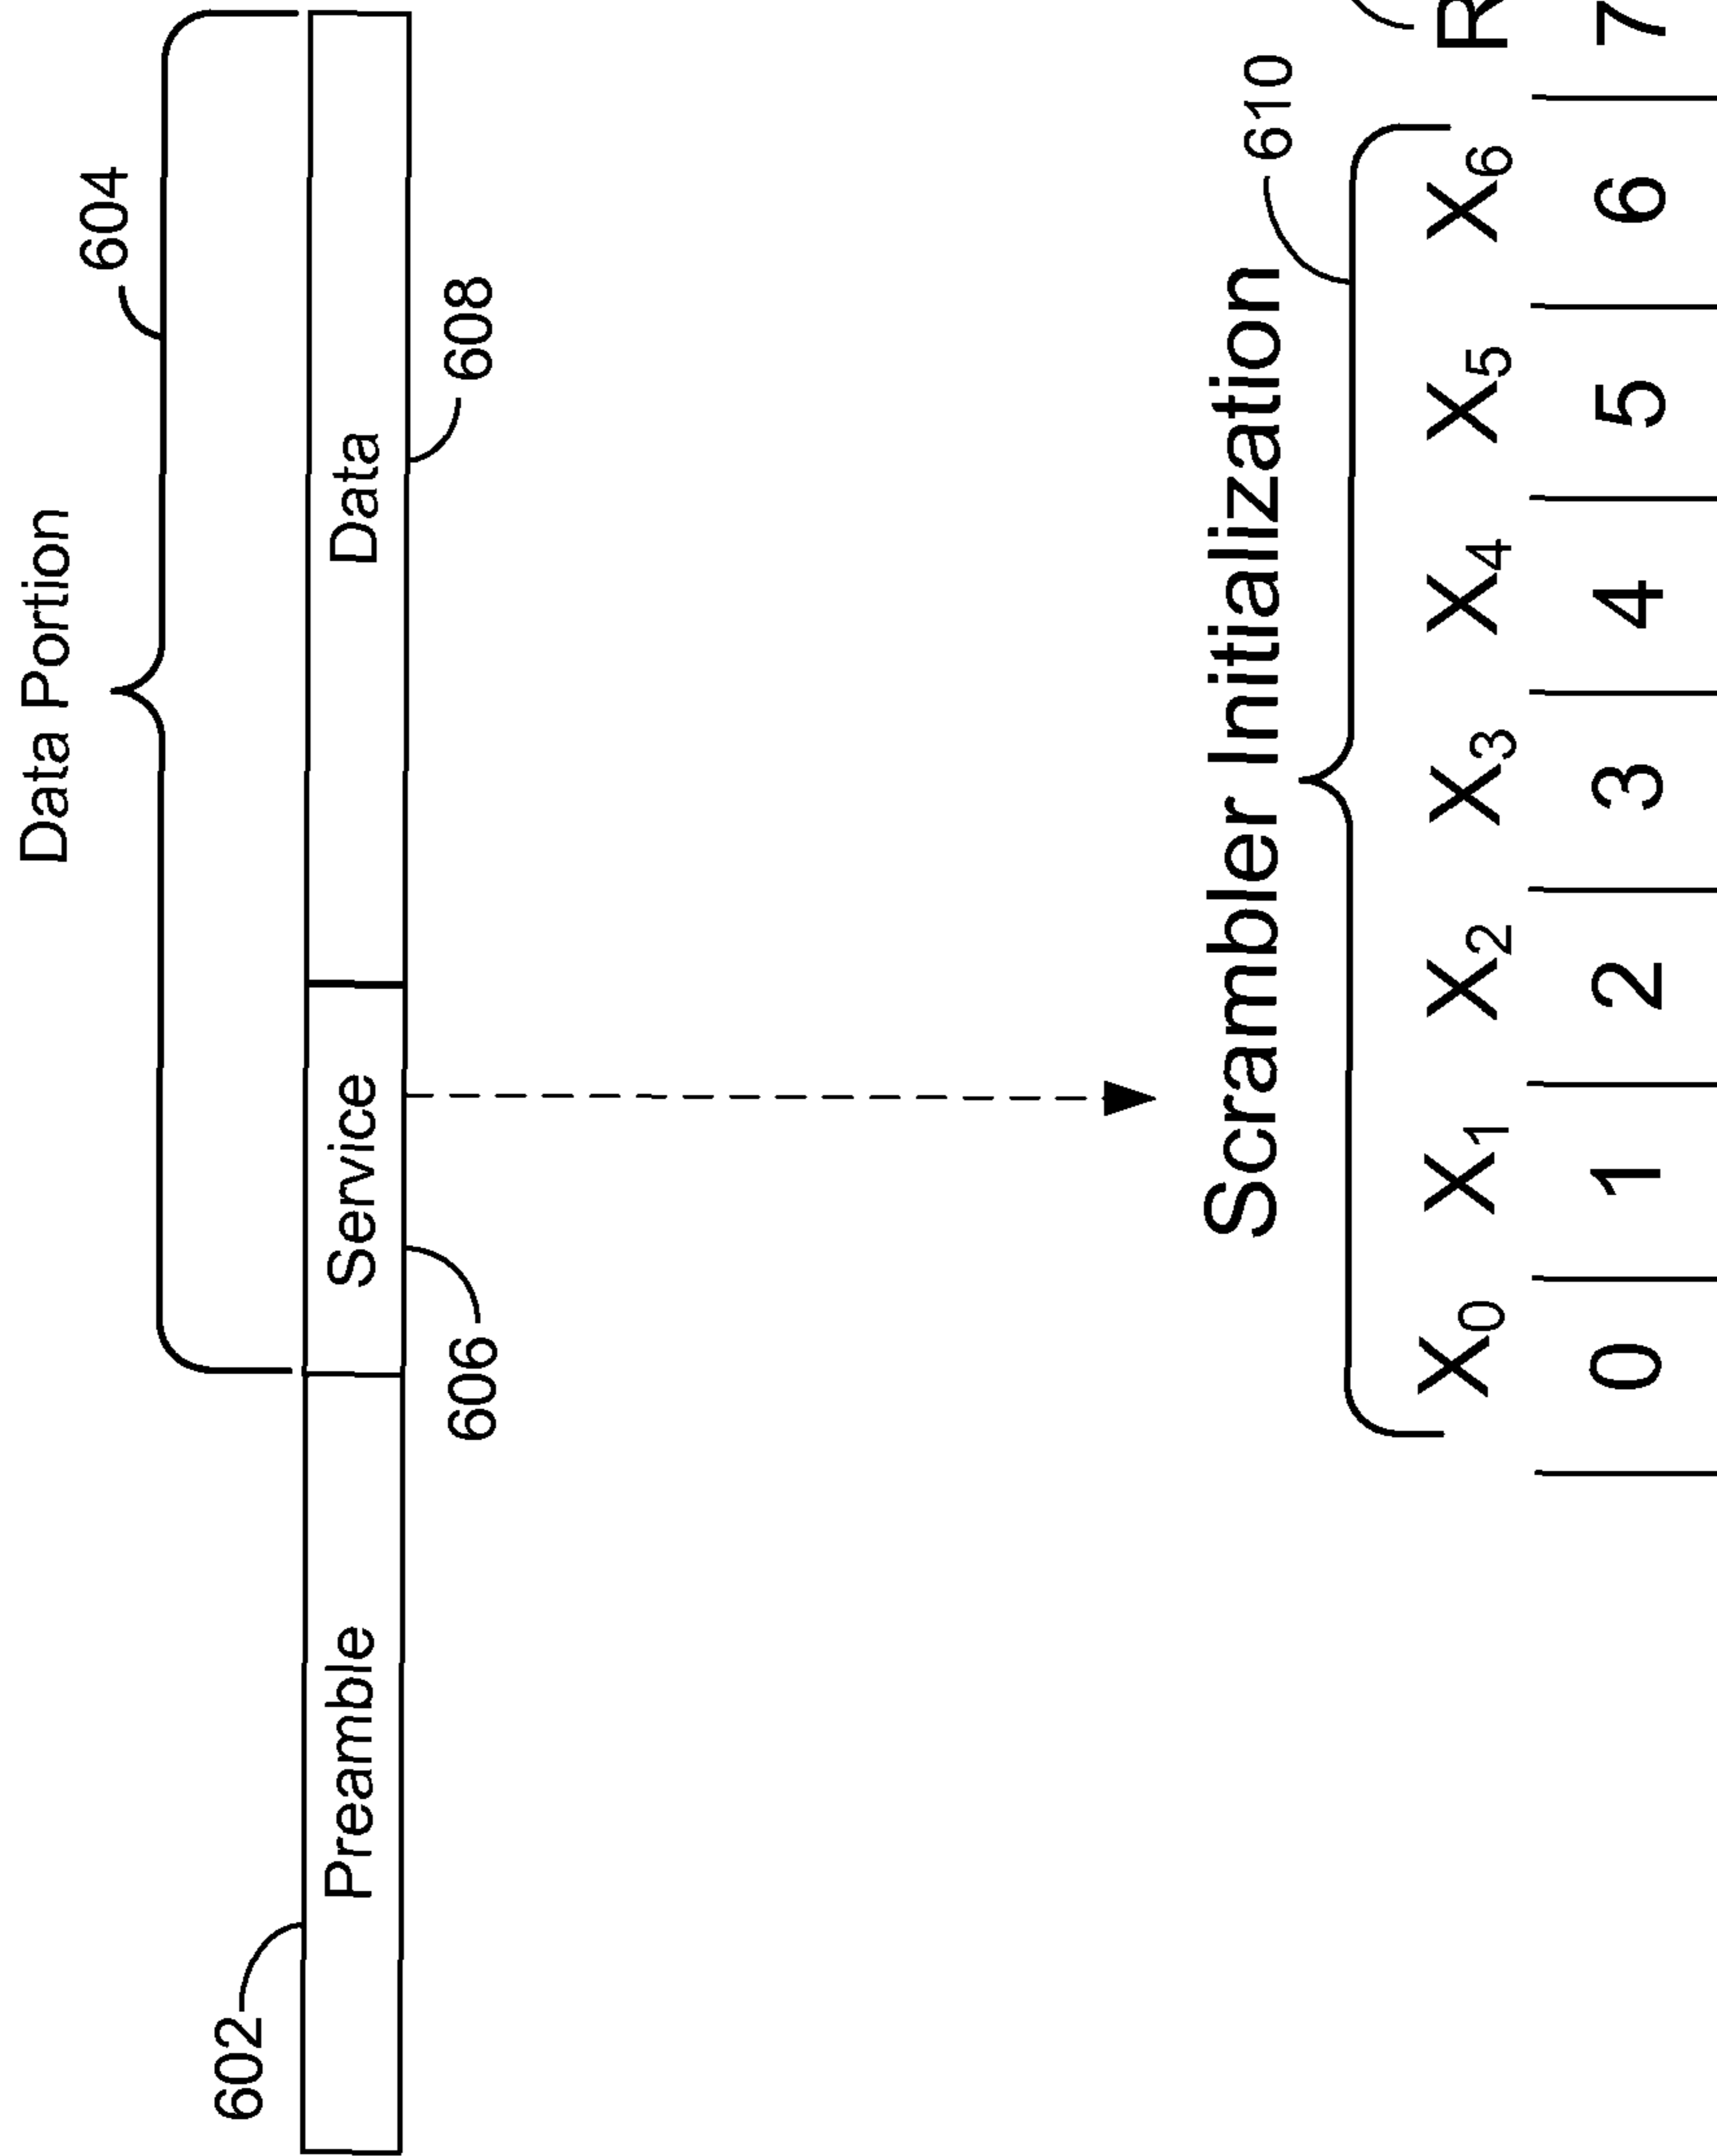 Data Portion
604
602
Preamble
Service
Data
606
608
Scrambler Initialization
610
X0 X1 X2 X3 X4 X5 X6 R
0 1 2 3 4 5 6 7